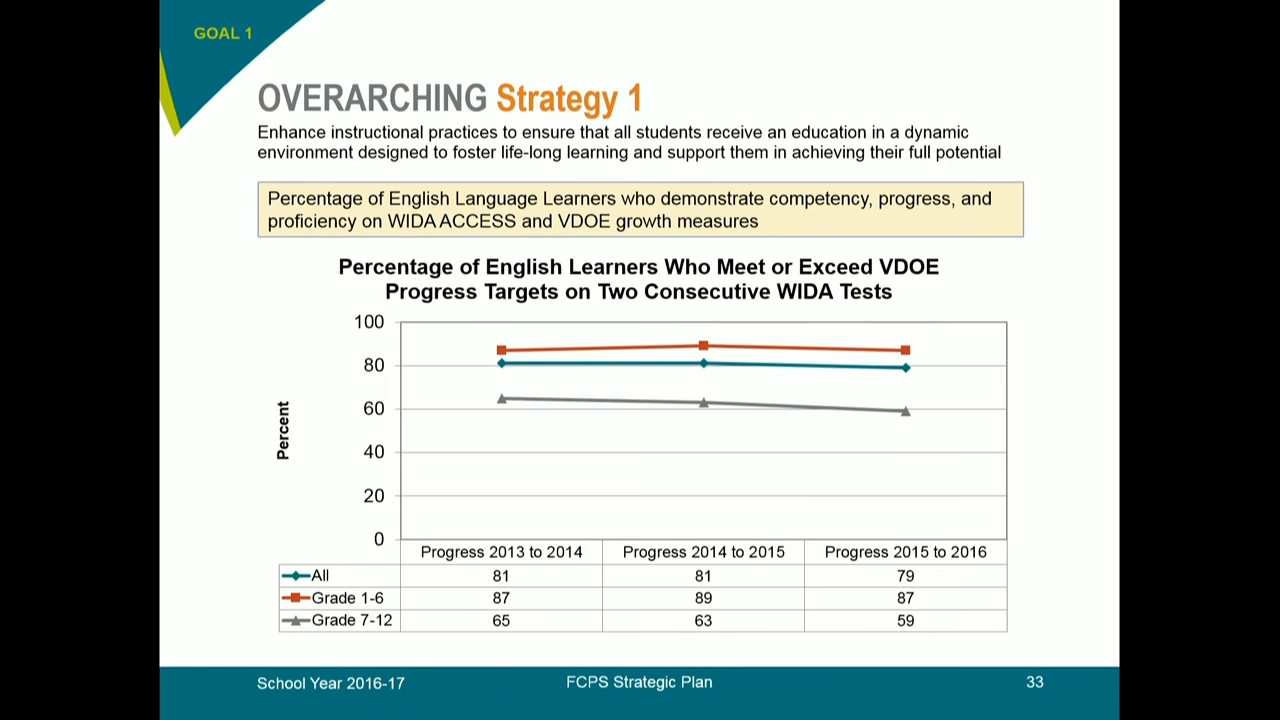 GOAL 1
OVERARCHING Strategy 1
Enhance instructional practices to ensure that all students receive an education in a dynamic
environment designed to foster life-long learning and support them in achieving their full potential
Percentage of English Language Learners who demonstrate competency, progress, and
proficiency on WIDA ACCESS and VDOE growth measures
Percentage of English Learners Who Meet or Exceed VDOE
Progress Targets on Two Consecutive WIDA Tests
100
80
60
40
20
0
Percent
Progress 2013 to 2014 Progress 2014 to 2015 Progress 2015 to 2016
All 81 81 79
Grade 1-6 87 89 87
Grade 7-12 65 63 59
School Year 2016-17 FCPS Strategic Plan 33